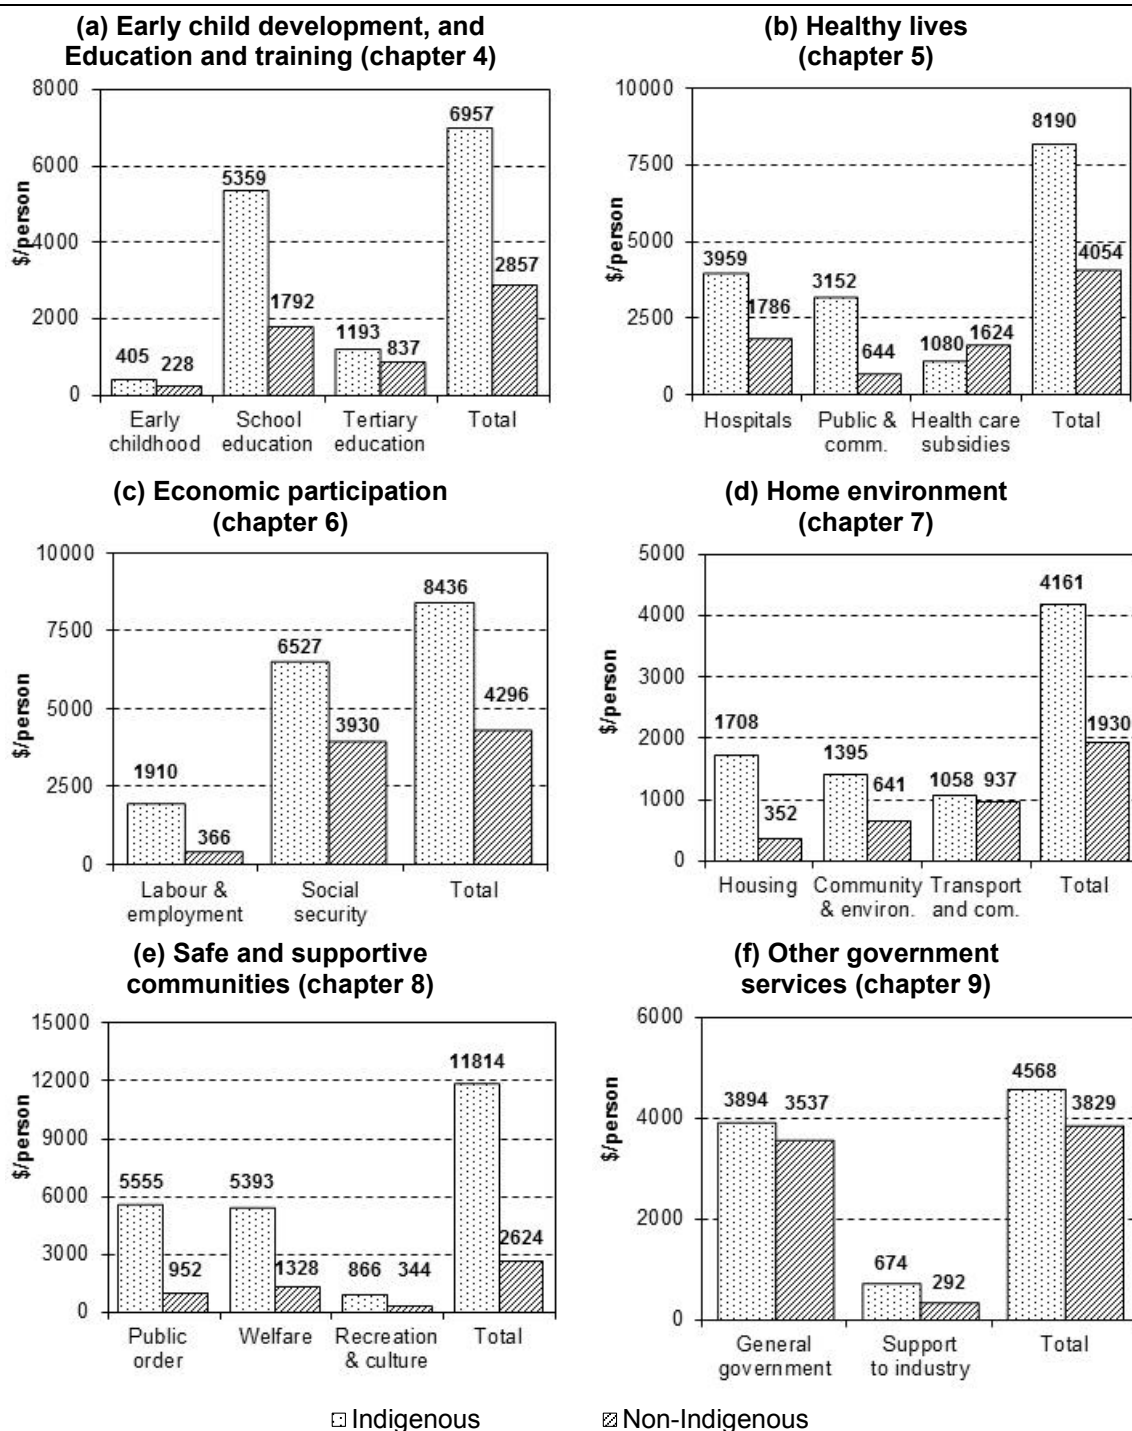 (a) Early child development, and
Education and training (chapter 4)
8000
6000
4000
2000
0
$/person
405
228
5359
1792
1193
837
6957
2857
Early
childhood
School
education
Tertiary
education
Total
(b) Healthy lives
(chapter 5)
10000
7500
5000
2500
0
$/person
3959
1786
3152
644
1080
1624
8190
4054
Hospitals
Public &
comm.
Health care
subsidies
Total
(c) Economic participation
(chapter 6)
10000
7500
5000
2500
0
$/person
1910
366
6527
3930
8436
4296
Labour &
employment
Social
security
Total
(d) Home environment
(chapter 7)
5000
4000
3000
2000
1000
0
$/person
1708
352
1395
641
1058
937
4161
1930
Housing
Community
& environ.
Transport
and com.
Total
(e) Safe and supportive
communities (chapter 8)
15000
12000
9000
6000
3000
0
$/person
5555
952
5393
1328
866
344
11814
2624
Public
order
Welfare
Recreation
& culture
Total
(f) Other government
services (chapter 9)
6000
4000
2000
0
$/person
3894
3537
674
292
4568
3829
General
government
Support
to industry
Total
Indigenous
Non-Indigenous